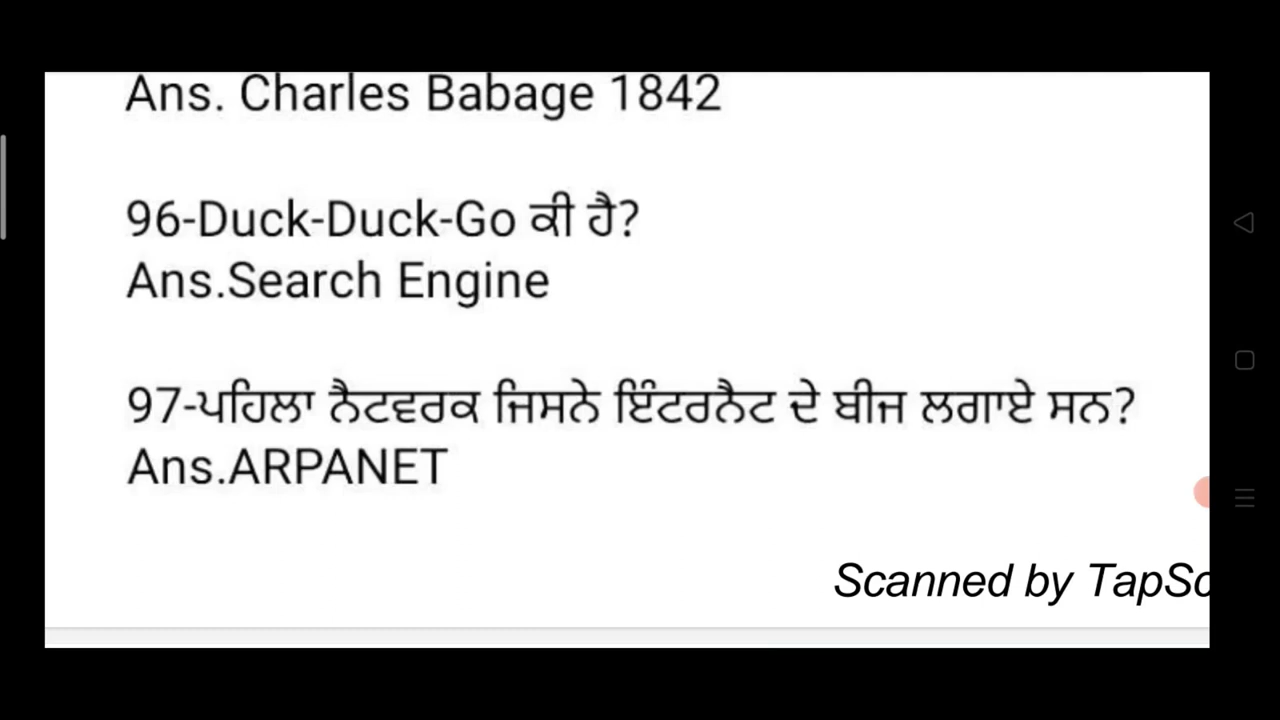 Ans. Charles Babage 1842
96-Duck-Duck-Go ਕੀ ਹੈ?
Ans.Search Engine
97-ਪਹਿਲਾ ਨੈਟਵਰਕ ਜਿਸਨੇ ਇੰਟਰਨੈਟ ਦੇ ਬੀਜ ਲਗਾਏ ਸਨ?
Ans.ARPANET
Scanned by